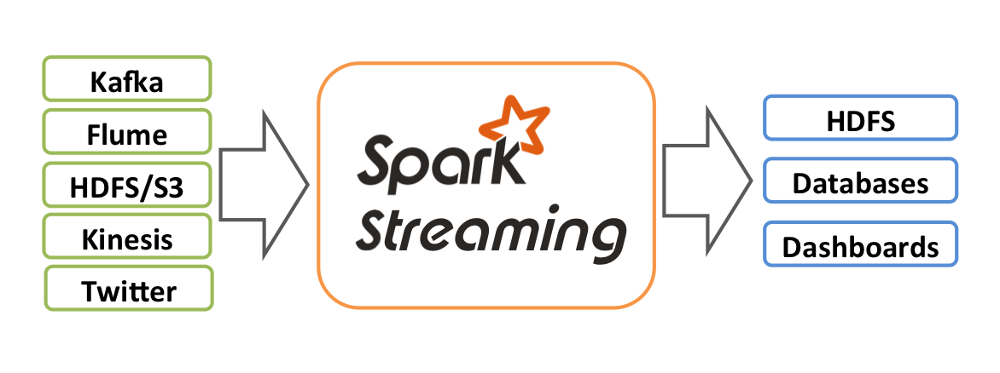 Kafka
Flume
HDFS/S3
Kinesis
Twitter
Spark
Streaming
HDFS
Databases
Dashboards